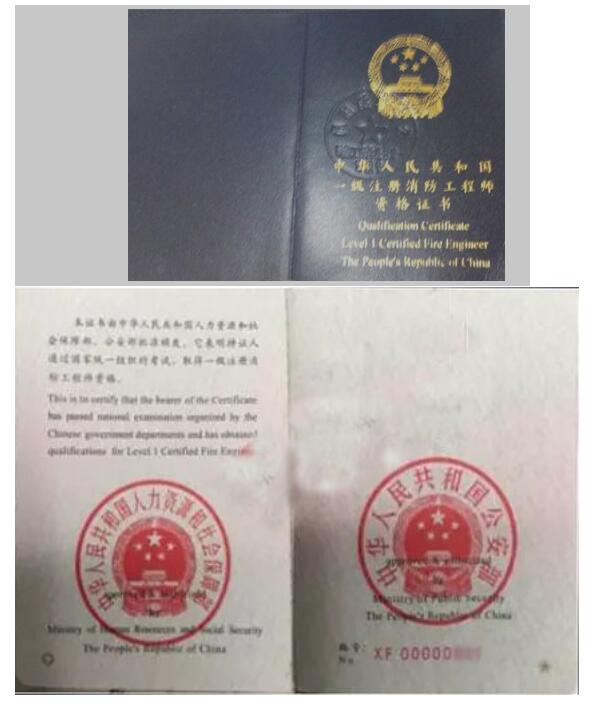 中华人民共和国
一级注册消防工程师
资格证书
Qualification Certificate
Level 1 Certified Fire Engineer
The People's Republic of China
本证书由中华人民共和国人力资源和社
会保障部、公安部批准颁发。它表明持证人
通过国家统一组织的考试，取得一级注册消
防工程师资格。
This is to certify that the bearer of the Certificate
has passed national examination organized by the
Chinese government departments and has obtained
qualifications for Level 1 Certified Fire Engineer
中华人民共和国人力资源和社会保障部
approved & authorized
by
Ministry of Human Resources and Social Security
The People's Republic of China
中华人民共和国公安部
approved & authorized
by
Ministry of Public Security
The People's Republic of China
编号:
No. XF 00000